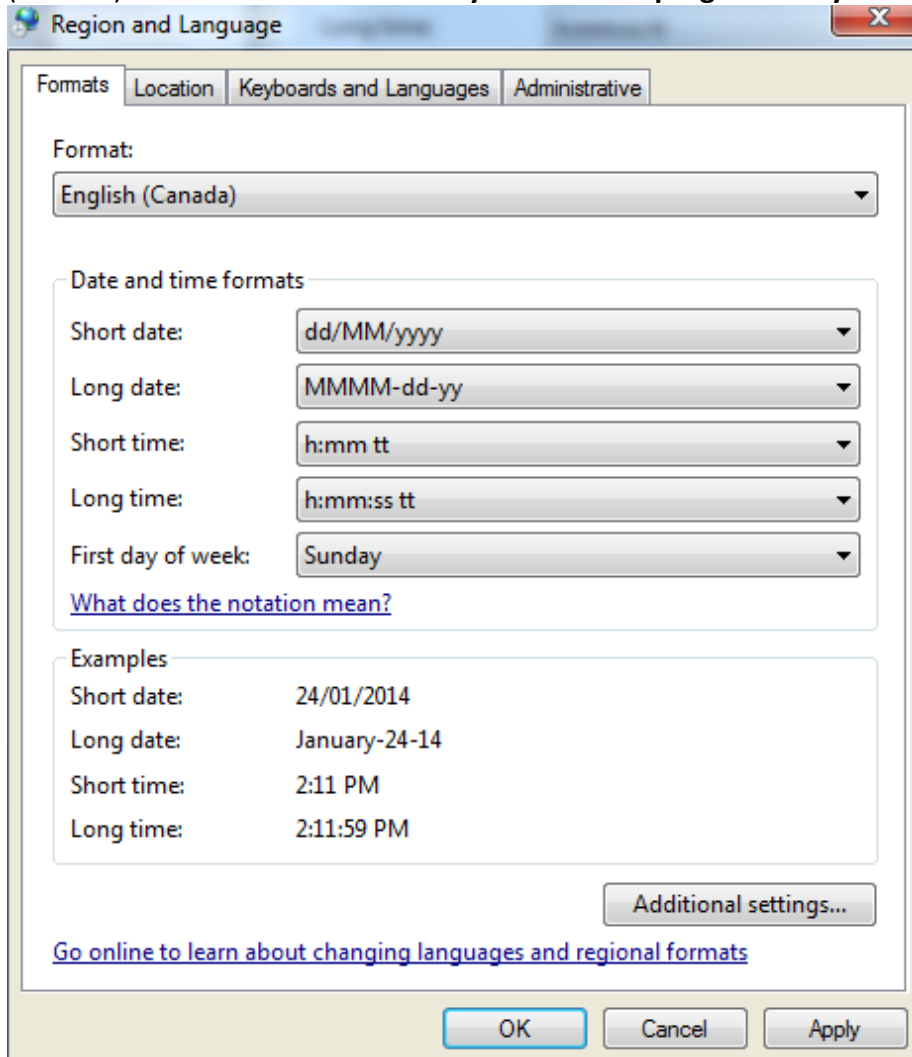 Region and Language
Formats Location Keyboards and Languages Administrative
Format:
English (Canada)
Date and time formats
Short date: dd/MM/yyyy
Long date: MMMM-dd-yy
Short time: h:mm tt
Long time: h:mm:ss tt
First day of week: Sunday
What does the notation mean?
Examples
Short date: 24/01/2014
Long date: January-24-14
Short time: 2:11 PM
Long time: 2:11:59 PM
Additional settings...
Go online to learn about changing languages and regional formats
OK Cancel Apply